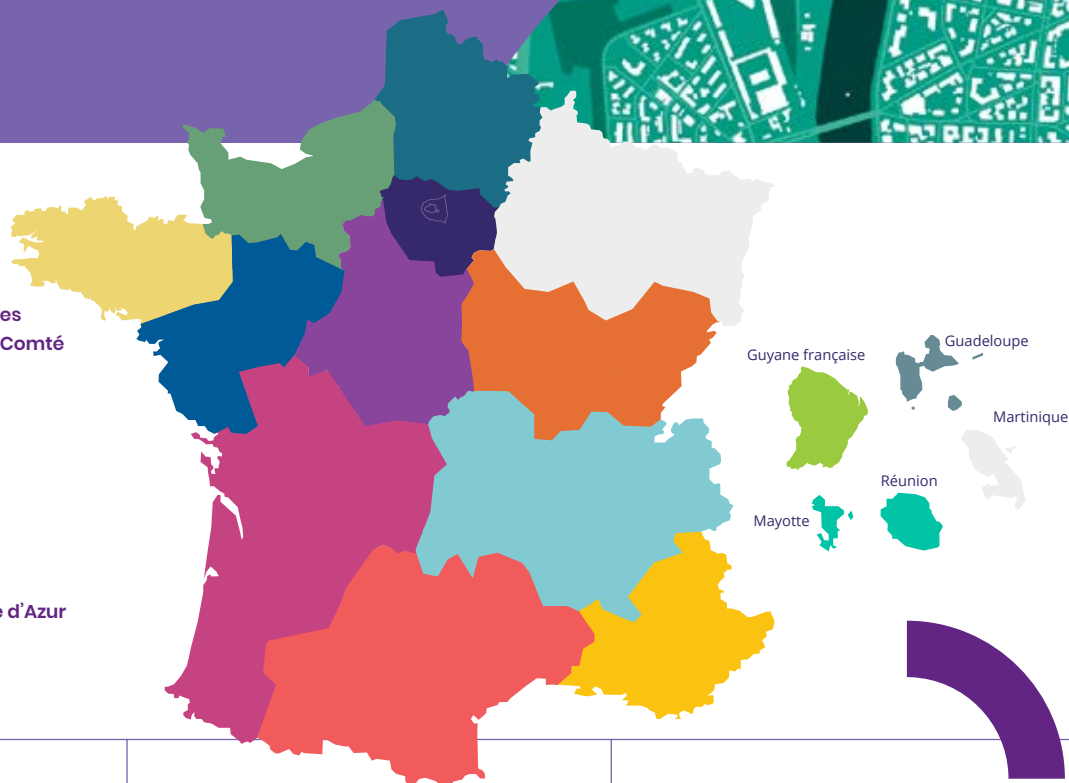 es
Comté
e d'Azur
Guyane française
Guadeloupe
Martinique
Réunion
Mayotte